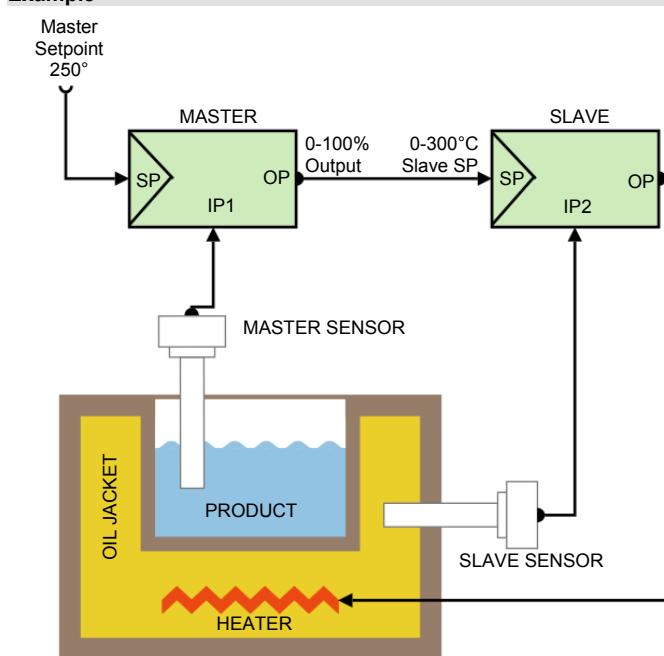 Example
Master
Setpoint
250°
MASTER
SLAVE
0-100%
Output
0-300°C
Slave SP
SP
OP
IP1
SP
OP
IP2
MASTER SENSOR
OIL JACKET
PRODUCT
SLAVE SENSOR
HEATER